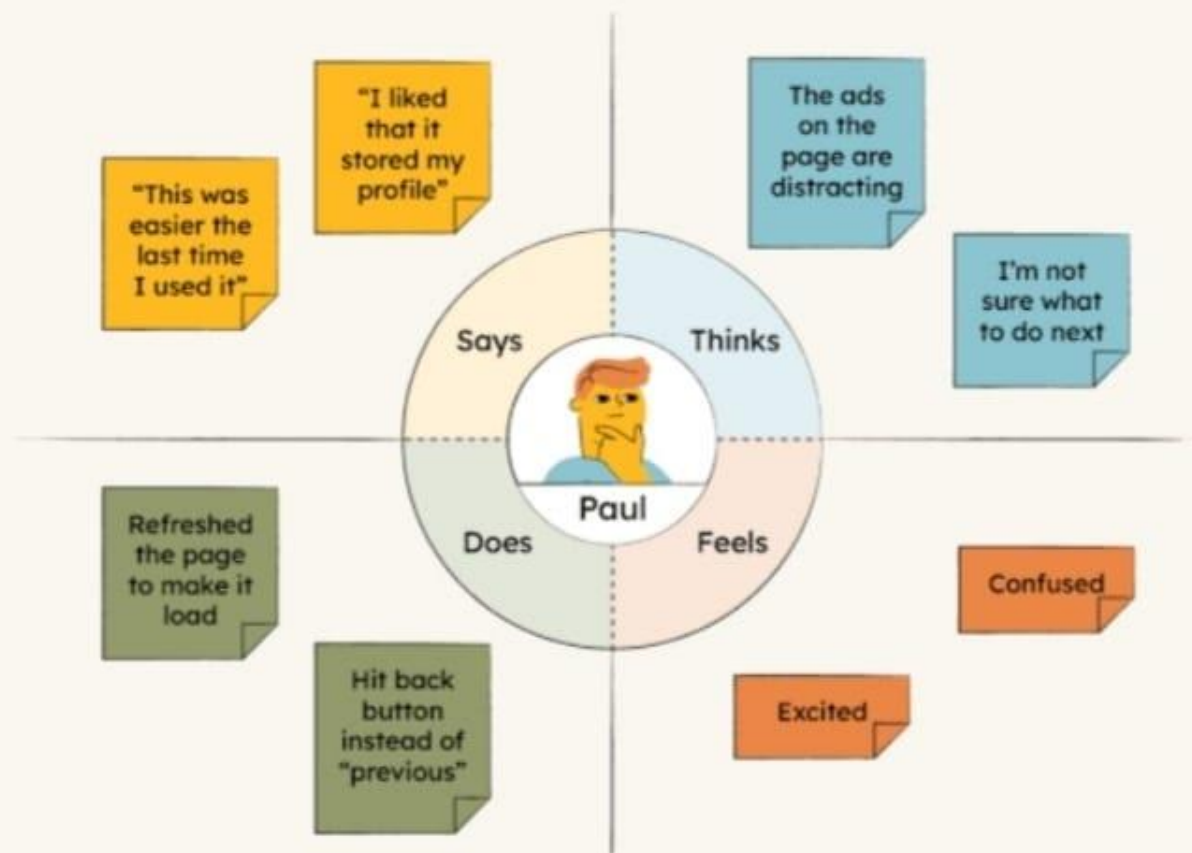 “I liked
that it
stored my
profile”
“This was
easier the
last time
I used it”
The ads
on the
page are
distracting
I’m not
sure what
to do next
Says
Thinks
Paul
Does
Feels
Refreshed
the page
to make it
load
Hit back
button
instead of
“previous”
Confused
Excited